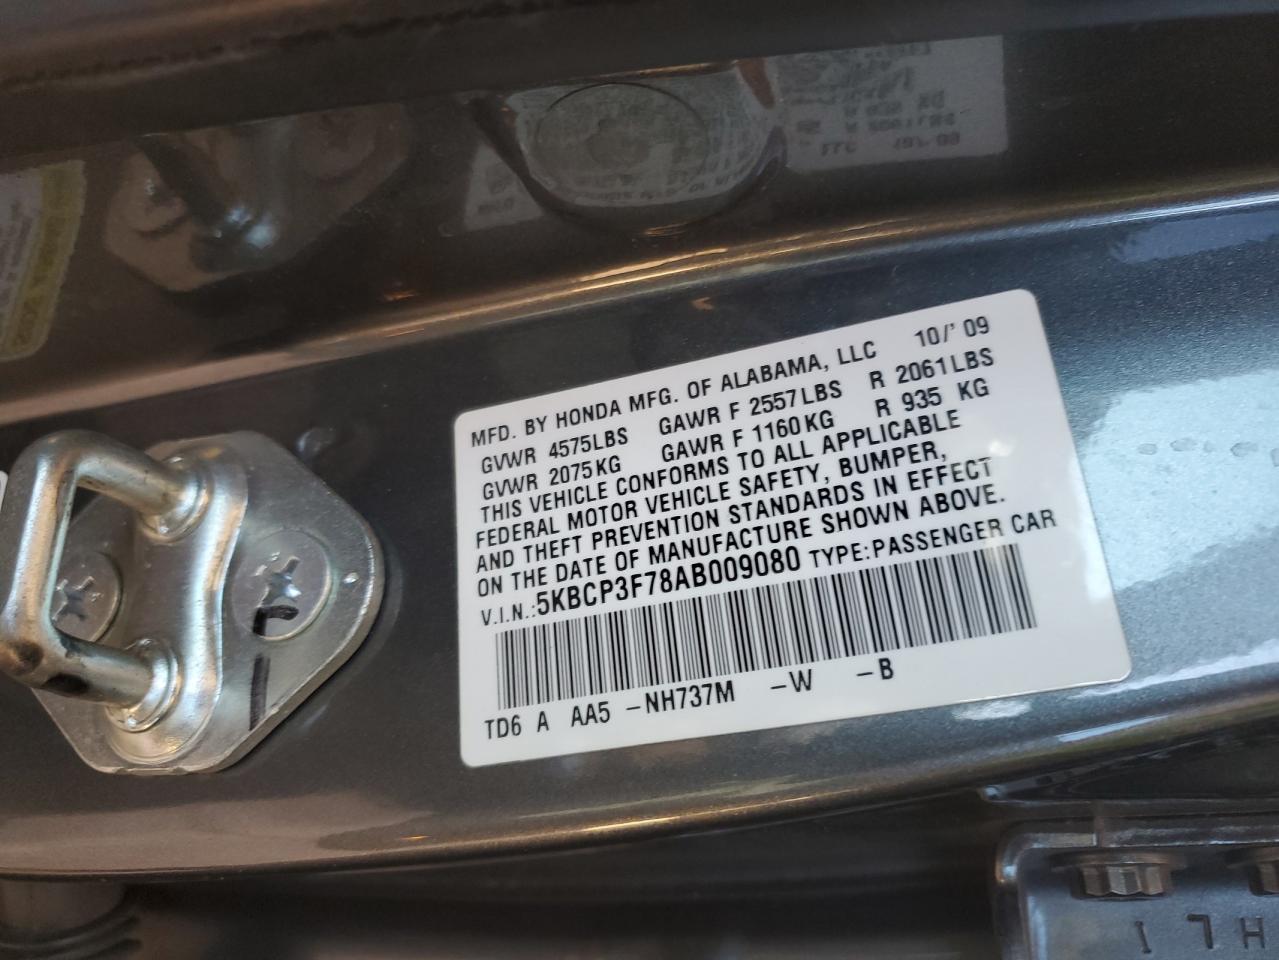 MFD. BY HONDA MFG. OF ALABAMA, LLC 10/' 09
GVWR 4575LBS GAWR F 2557LBS R 2061LBS
GVWR 2075KG GAWR F 1160KG R 935 KG
THIS VEHICLE CONFORMS TO ALL APPLICABLE
FEDERAL MOTOR VEHICLE SAFETY, BUMPER,
AND THEFT PREVENTION STANDARDS IN EFFECT
ON THE DATE OF MANUFACTURE SHOWN ABOVE.
V.I.N.:5KBCP3F78AB009080 TYPE:PASSENGER CAR
TD6 A AA5 -NH737M -W -B